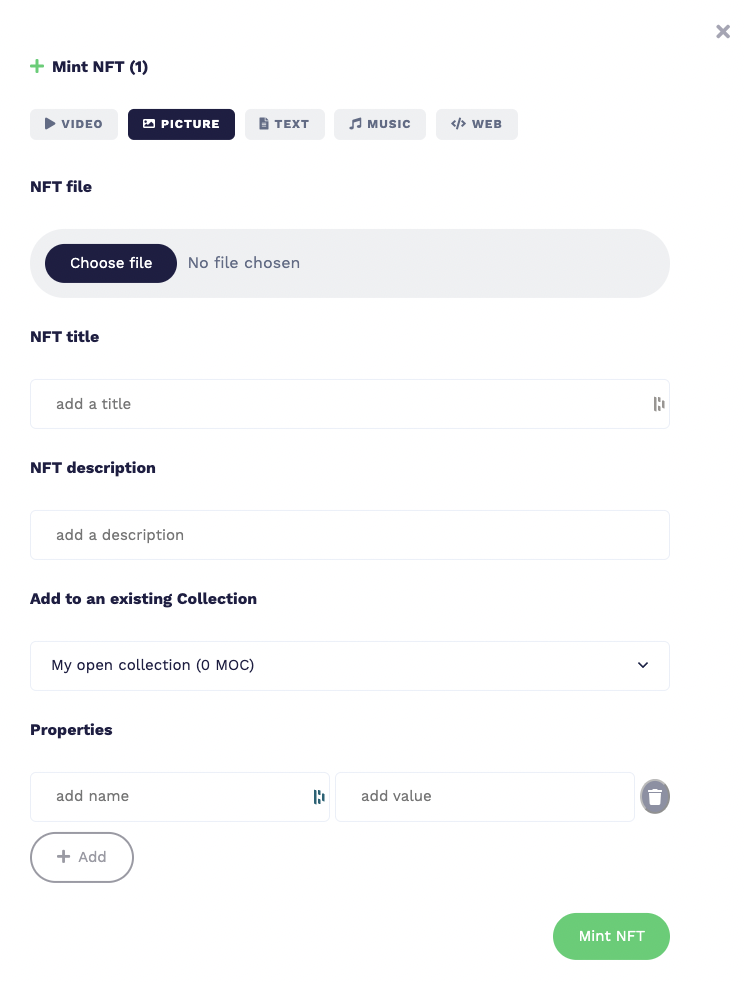 Mint NFT (1)
VIDEO PICTURE TEXT MUSIC WEB
NFT file
Choose file No file chosen
NFT title
add a title
NFT description
add a description
Add to an existing Collection
My open collection (0 MOC)
Properties
add name add value
Add
Mint NFT